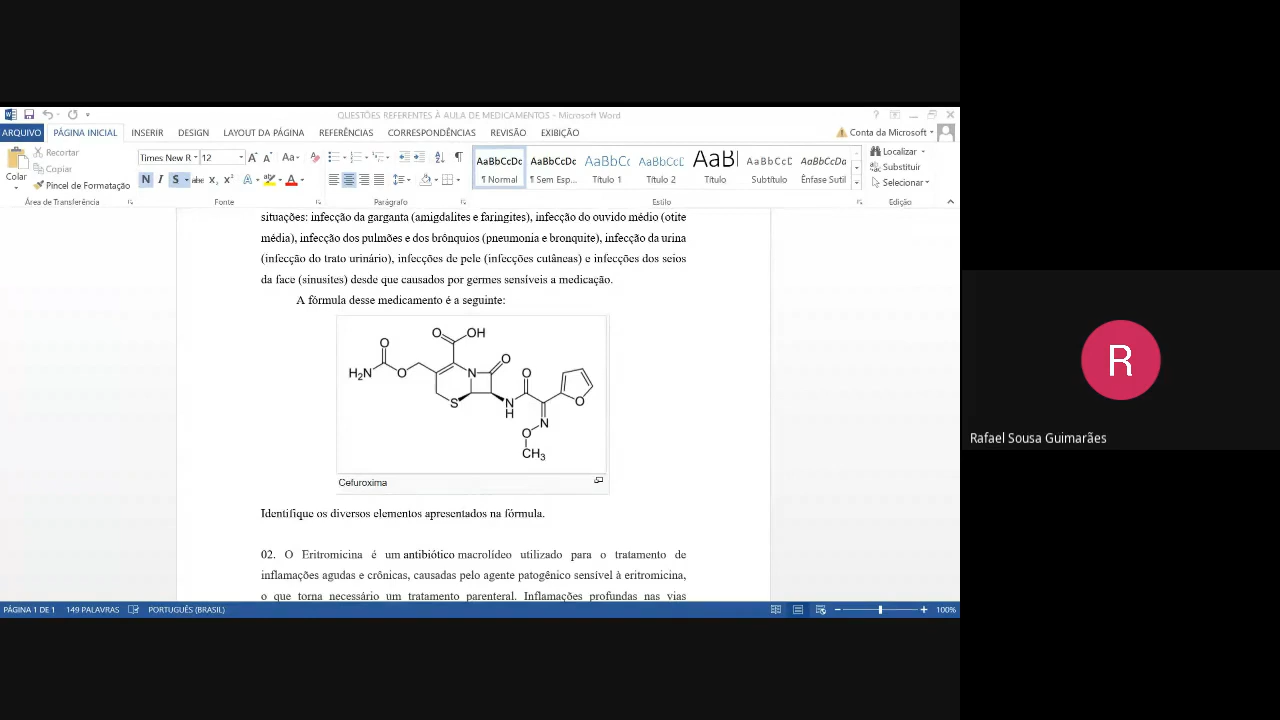 QUESTÕES REFERENTES À AULA DE MEDICAMENTOS - Microsoft Word
ARQUIVO PÁGINA INICIAL INSERIR DESIGN LAYOUT DA PÁGINA REFERÊNCIAS CORRESPONDÊNCIAS REVISÃO EXIBIÇÃO Conta da Microsoft
Colar
Recortar
Copiar
Pincel de Formatação
Área de Transferência
Times New R 12
N I S abc x₂ x²
Fonte
Parágrafo
AaBbCcDc AaBbCcDc AaBbCc AaBbCcD AaBl AaBbCcD AaBbCcDc
¶ Normal ¶ Sem Esp... Título 1 Título 2 Título Subtítulo Ênfase Sutil
Estilo
Localizar
Substituir
Selecionar
Edição
situações: infecção da garganta (amigdalites e faringites), infecção do ouvido médio (otite
média), infecção dos pulmões e dos brônquios (pneumonia e bronquite), infecção da urina
(infecção do trato urinário), infecções de pele (infecções cutâneas) e infecções dos seios
da face (sinusites) desde que causados por germes sensíveis a medicação.
A fórmula desse medicamento é a seguinte:
O OH
O
H₂N O
N O
S
N
H
O
O
N
O
CH₃
Cefuroxima
Identifique os diversos elementos apresentados na fórmula.
02. O Eritromicina é um antibiótico macrolídeo utilizado para o tratamento de
inflamações agudas e crônicas, causadas pelo agente patogênico sensível à eritromicina,
o que torna necessário um tratamento parenteral. Inflamações profundas nas vias
PÁGINA 1 DE 1 149 PALAVRAS PORTUGUÊS (BRASIL) 100%
R
Rafael Sousa Guimarães